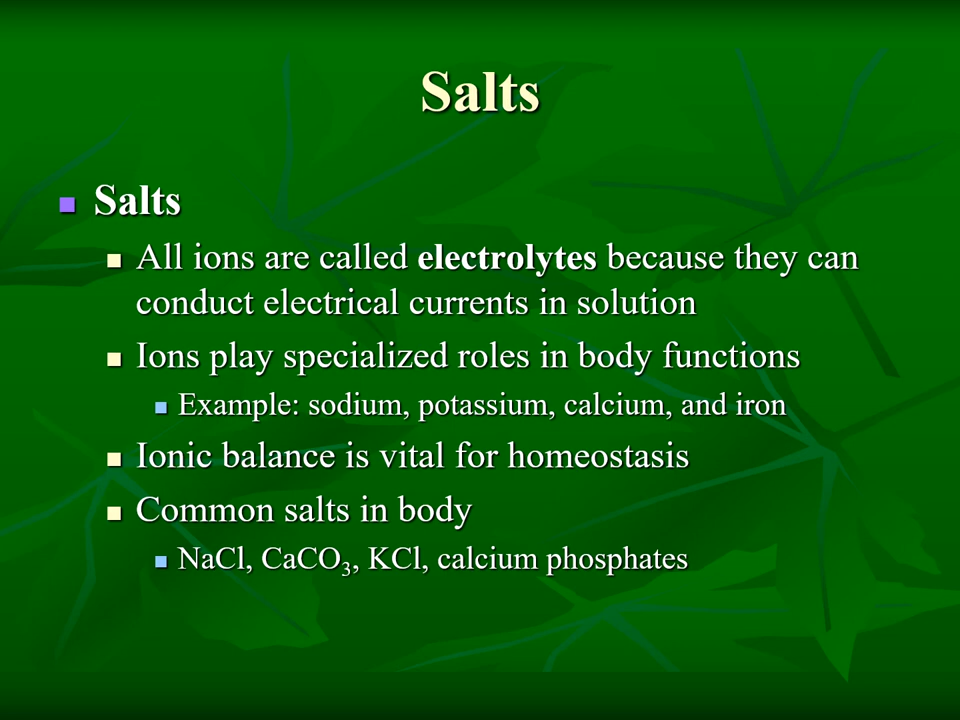 Salts
Salts
All ions are called electrolytes because they can
conduct electrical currents in solution
Ions play specialized roles in body functions
Example: sodium, potassium, calcium, and iron
Ionic balance is vital for homeostasis
Common salts in body
NaCl, CaCO₃, KCl, calcium phosphates